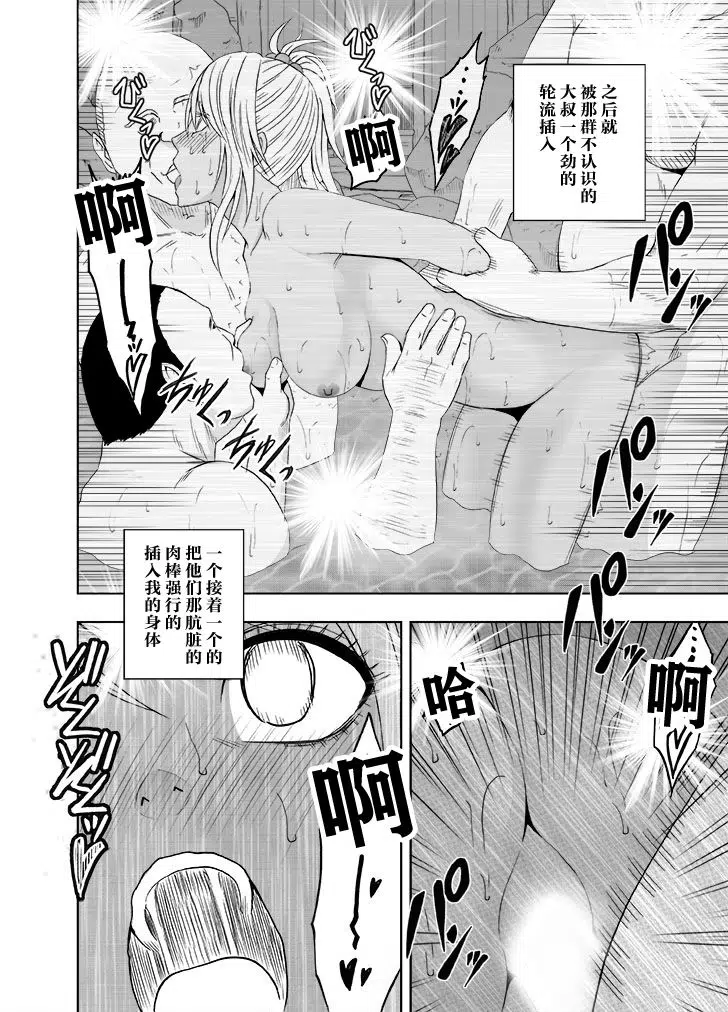 之后就
被那群不认识的
大叔一个劲的
轮流插入
びくっ
びくっ
…
啊
啊
パンッ
パンッ
ちゅくっ
ちゅくっ
一个接着一个的
把他们那肮脏的
肉棒强行的
插入我的身体
啊
哈
啊
パンッ
パンッ